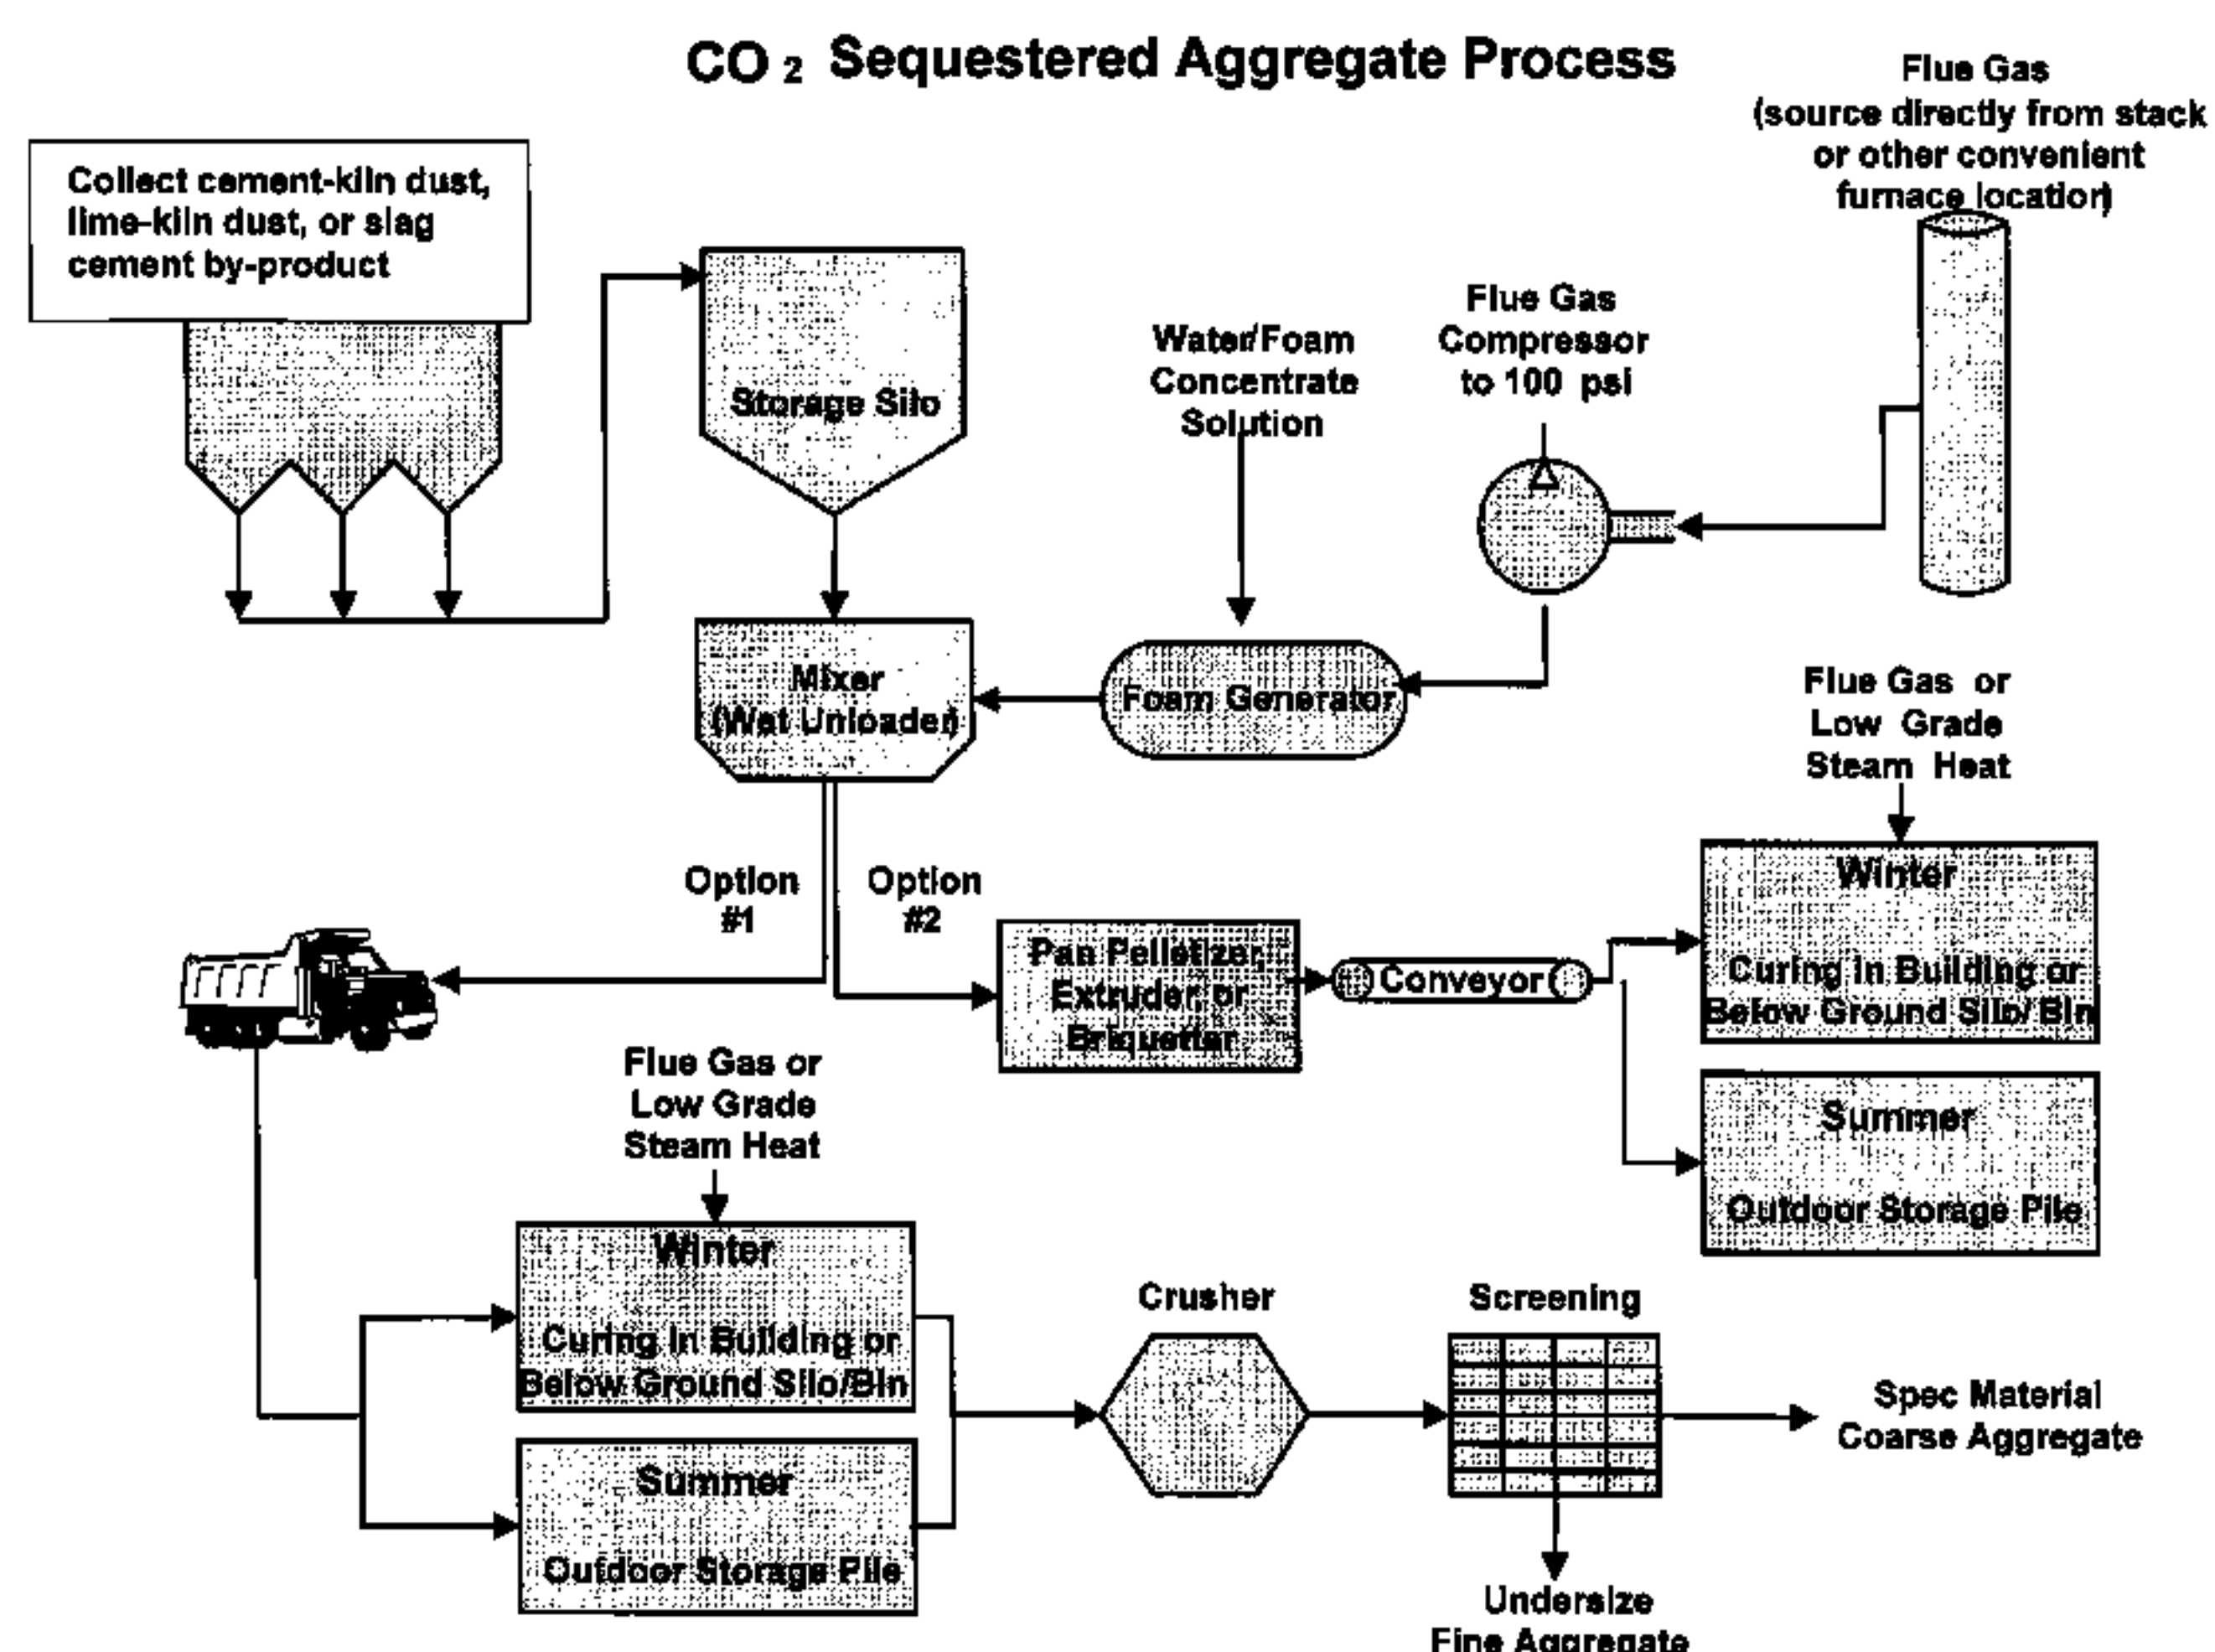 CO 2 Sequestered Aggregate Process
Flue Gas
(source directly from stack
or other convenient
furnace location)
Collect cement-kiln dust,
lime-kiln dust, or slag
cement by-product
Storage Silo
Water/Foam
Concentrate
Solution
Flue Gas
Compressor
to 100 psi
Mixer
(Wet Unloader)
Foam Generator
Flue Gas or
Low Grade
Steam Heat
Option
#1
Option
#2
Pan Pelletizer,
Extruder or
Briquetter
Conveyor
Winter
Curing in Building or
Below Ground Silo/ Bin
Summer
Outdoor Storage Pile
Flue Gas or
Low Grade
Steam Heat
Winter
Curing in Building or
Below Ground Silo/Bin
Summer
Outdoor Storage Pile
Crusher
Screening
Spec Material
Coarse Aggregate
Undersize
Fine Aggregate